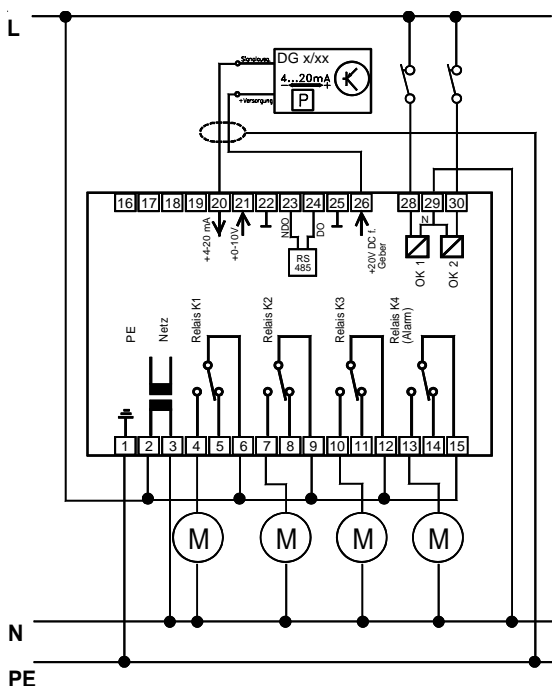 L
Signalausg.
DG x/xx
4...20mA
- +
P
+Versorgung
16 17 18 19 20 21 22 23 24 25 26 28 29 30
+4-20 mA
+0-10V
NDO
DO
+20V DC f.
Geber
N
RS
485
OK 1
OK 2
PE
Netz
Relais K1
Relais K2
Relais K3
Relais K4
(Alarm)
1 2 3 4 5 6 7 8 9 10 11 12 13 14 15
M M M M
N
PE